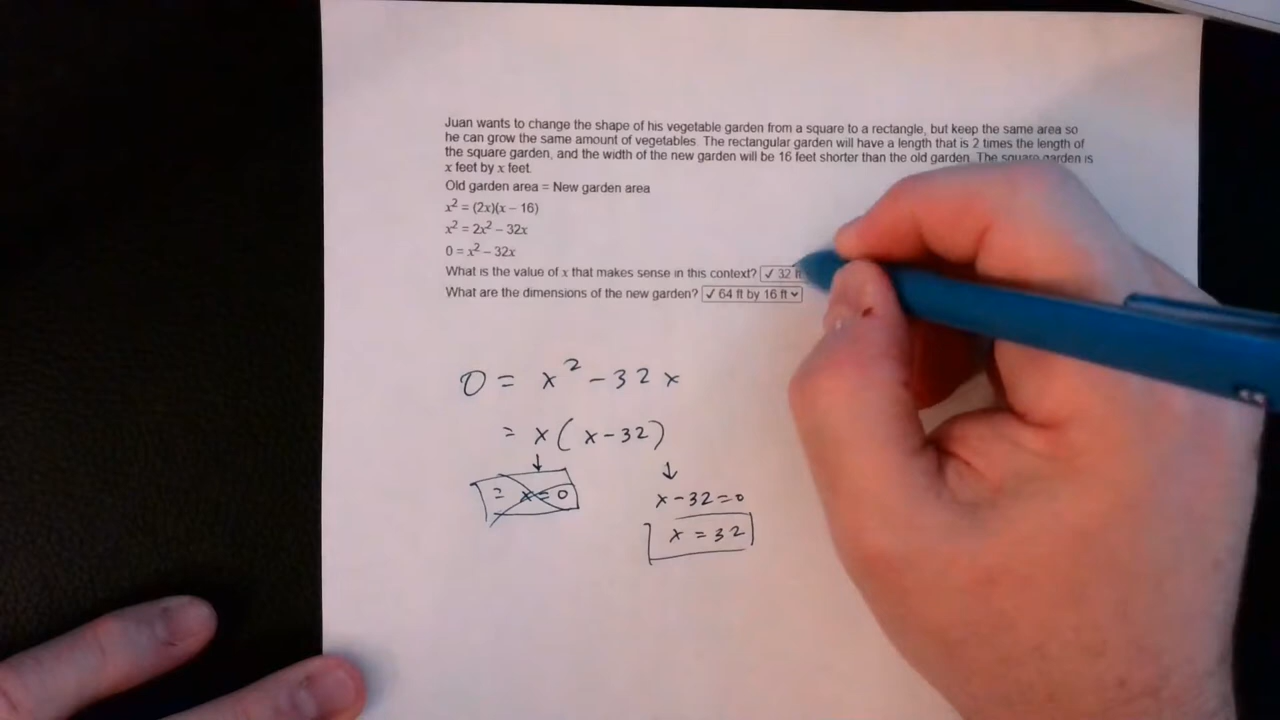 Juan wants to change the shape of his vegetable garden from a square to a rectangle, but keep the same area so
he can grow the same amount of vegetables. The rectangular garden will have a length that is 2 times the length of
the square garden, and the width of the new garden will be 16 feet shorter than the old garden. The square garden is
x feet by x feet.
Old garden area = New garden area
x² = (2x)(x − 16)
x² = 2x² − 32x
0 = x² − 32x
What is the value of x that makes sense in this context? ✓ 32 ft
What are the dimensions of the new garden? ✓ 64 ft by 16 ft
0 = x² - 32x
= x(x-32)
↓ ↓
= x=0 x-32=0
x = 32